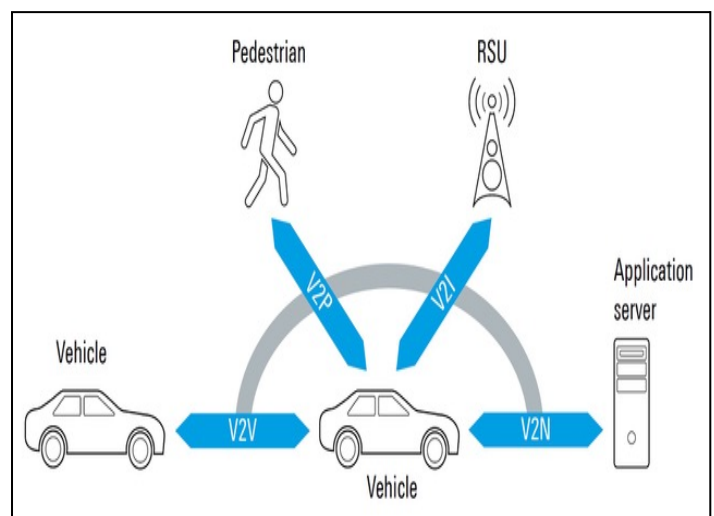 Pedestrian
RSU
V2P
V2I
Application
server
Vehicle
V2V
V2N
Vehicle